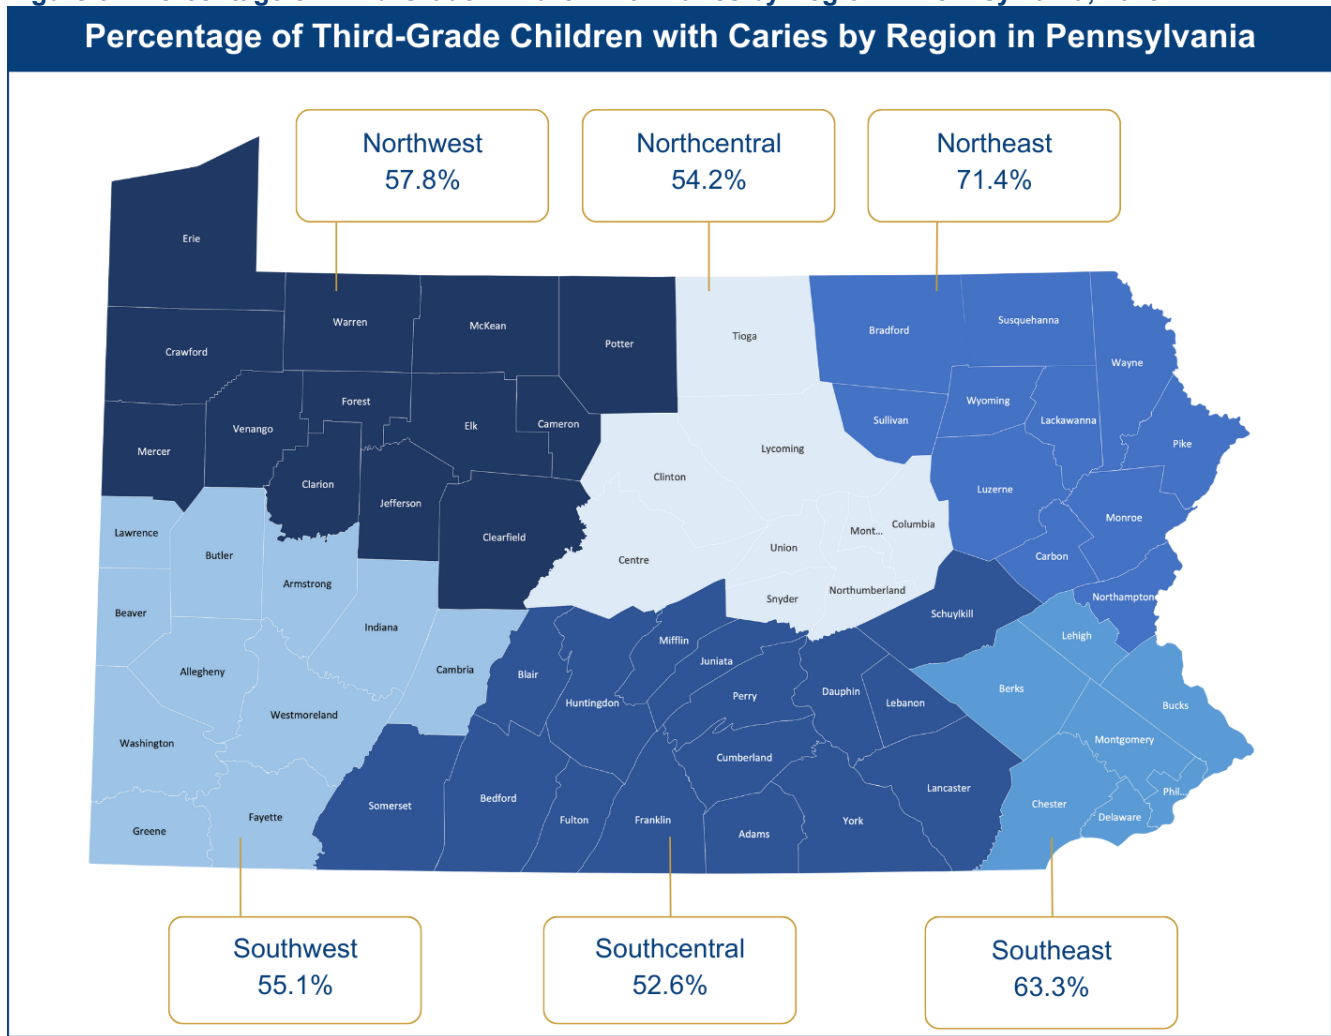 Percentage of Third-Grade Children with Caries by Region in Pennsylvania
Northwest
57.8%
Northcentral
54.2%
Northeast
71.4%
Erie
Warren
McKean
Potter
Tioga
Bradford
Susquehanna
Wayne
Crawford
Forest
Elk
Cameron
Venango
Mercer
Clarion
Jefferson
Clearfield
Clinton
Lycoming
Sullivan
Wyoming
Lackawanna
Pike
Luzerne
Monroe
Carbon
Northampton
Centre
Union
Mont...
Columbia
Snyder
Northumberland
Schuylkill
Lawrence
Butler
Armstrong
Beaver
Indiana
Allegheny
Cambria
Westmoreland
Washington
Greene
Fayette
Blair
Huntingdon
Mifflin
Juniata
Perry
Dauphin
Lebanon
Cumberland
Lancaster
Somerset
Bedford
Fulton
Franklin
Adams
York
Lehigh
Berks
Bucks
Montgomery
Chester
Delaware
Phil...
Southwest
55.1%
Southcentral
52.6%
Southeast
63.3%